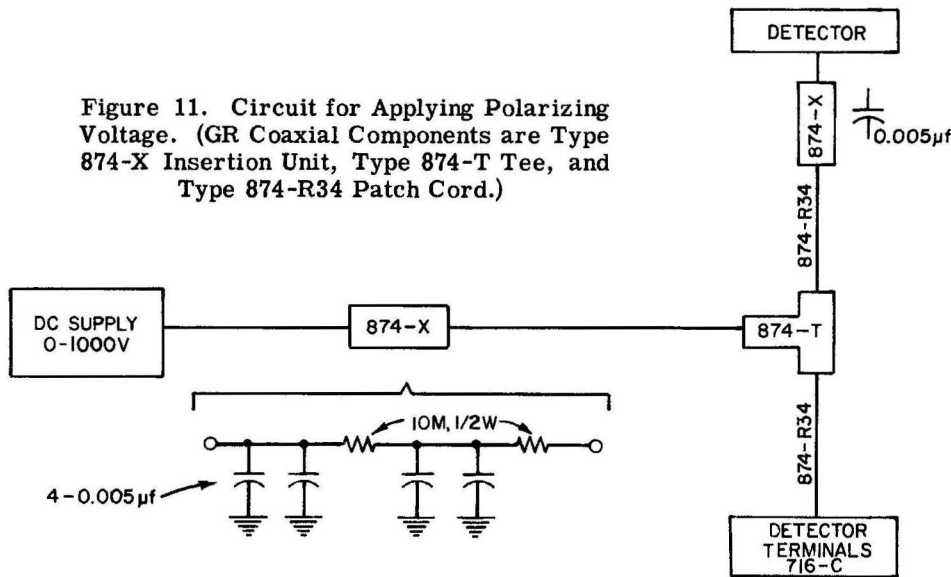 DETECTOR
Figure 11. Circuit for Applying Polarizing
Voltage. (GR Coaxial Components are Type
874-X Insertion Unit, Type 874-T Tee, and
Type 874-R34 Patch Cord.)
874-X
0.005μf
874-R34
DC SUPPLY
0-1000V
874-X
874-T
10M, 1/2W
4-0.005μf
874-R34
DETECTOR
TERMINALS
716-C